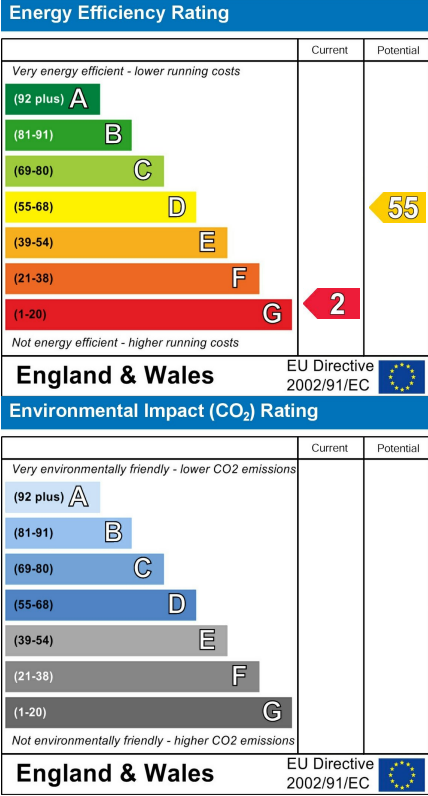 Energy Efficiency Rating
Current Potential
Very energy efficient - lower running costs
(92 plus) A
(81-91) B
(69-80) C
(55-68) D
55
(39-54) E
(21-38) F
(1-20) G
2
Not energy efficient - higher running costs
England & Wales
EU Directive
2002/91/EC
Environmental Impact (CO₂) Rating
Current Potential
Very environmentally friendly - lower CO2 emissions
(92 plus) A
(81-91) B
(69-80) C
(55-68) D
(39-54) E
(21-38) F
(1-20) G
Not environmentally friendly - higher CO2 emissions
England & Wales
EU Directive
2002/91/EC